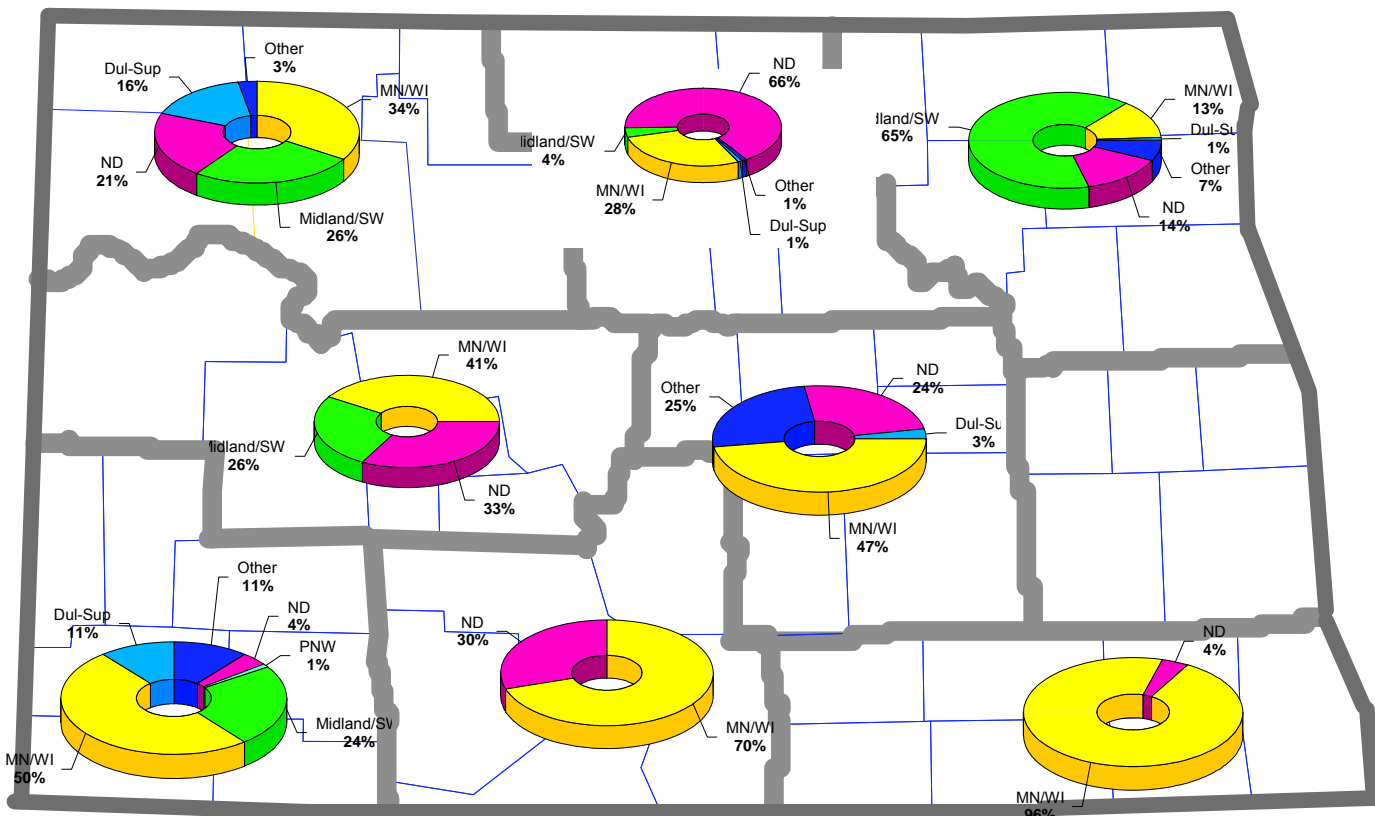 Other
3%
Dul-Sup
16%
MN/WI
34%
ND
21%
Midland/SW
26%
ND
66%
idland/SW
4%
MN/WI
28%
Other
1%
Dul-Sup
1%
dland/SW
65%
MN/WI
13%
Dul-Su
1%
Other
7%
ND
14%
MN/WI
41%
idland/SW
26%
ND
33%
Other
25%
ND
24%
Dul-Su
3%
MN/WI
47%
Other
11%
Dul-Sup
11%
ND
4%
PNW
1%
Midland/SW
24%
MN/WI
50%
ND
30%
MN/WI
70%
ND
4%
MN/WI
96%